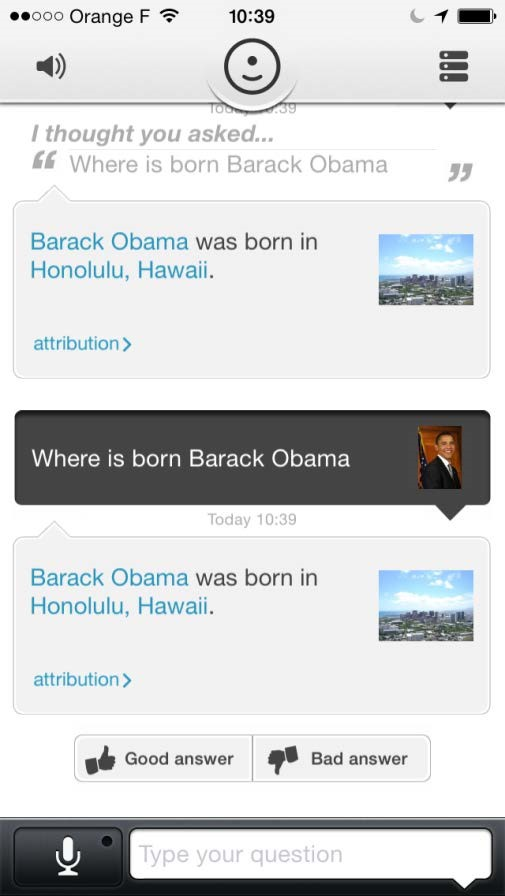 Orange F 10:39
Today 10:39
I thought you asked...
“ Where is born Barack Obama ”
Barack Obama was born in
Honolulu, Hawaii.
attribution
Where is born Barack Obama
Today 10:39
Barack Obama was born in
Honolulu, Hawaii.
attribution
Good answer Bad answer
Type your question